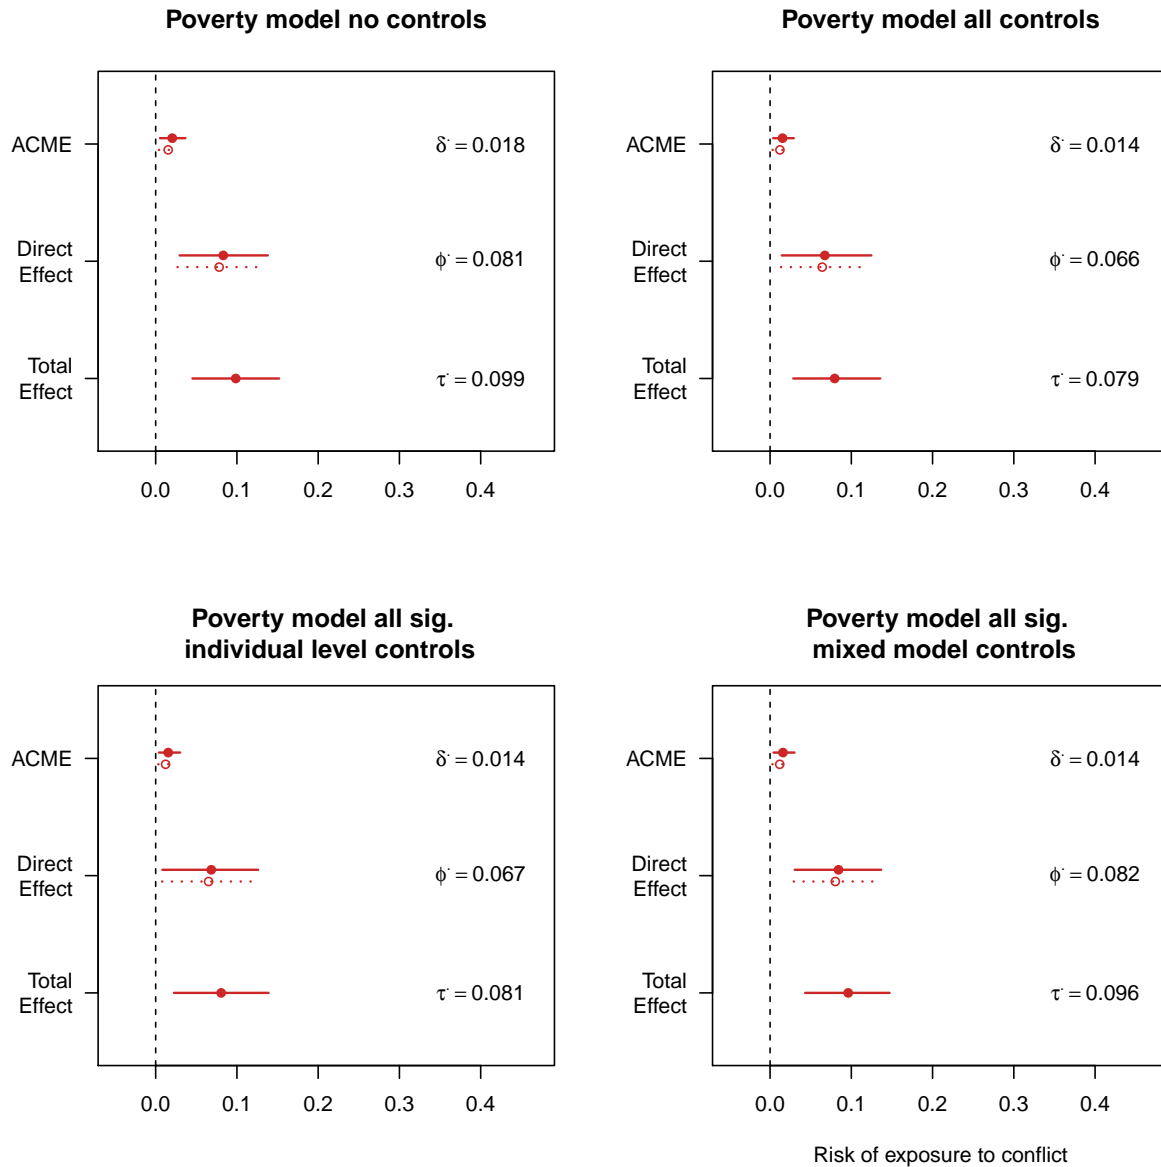 Poverty model no controls
ACME
Direct
Effect
Total
Effect
δ˙ = 0.018
ϕ˙ = 0.081
τ˙ = 0.099
0.0 0.1 0.2 0.3 0.4
Poverty model all controls
ACME
Direct
Effect
Total
Effect
δ˙ = 0.014
ϕ˙ = 0.066
τ˙ = 0.079
0.0 0.1 0.2 0.3 0.4
Poverty model all sig.
individual level controls
ACME
Direct
Effect
Total
Effect
δ˙ = 0.014
ϕ˙ = 0.067
τ˙ = 0.081
0.0 0.1 0.2 0.3 0.4
Poverty model all sig.
mixed model controls
ACME
Direct
Effect
Total
Effect
δ˙ = 0.014
ϕ˙ = 0.082
τ˙ = 0.096
0.0 0.1 0.2 0.3 0.4
Risk of exposure to conflict